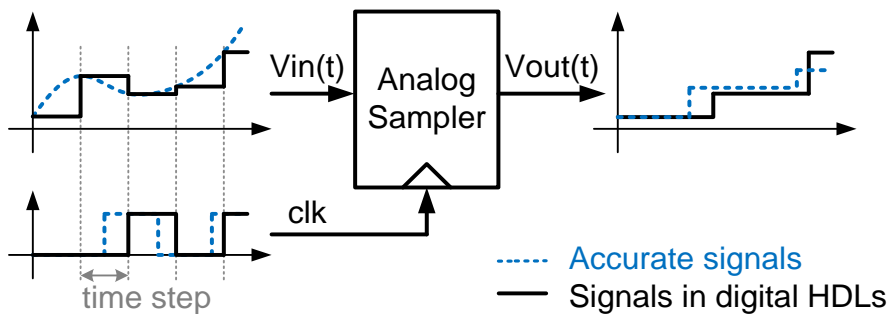 Vin(t)
Analog
Sampler
Vout(t)
clk
time step
Accurate signals
Signals in digital HDLs